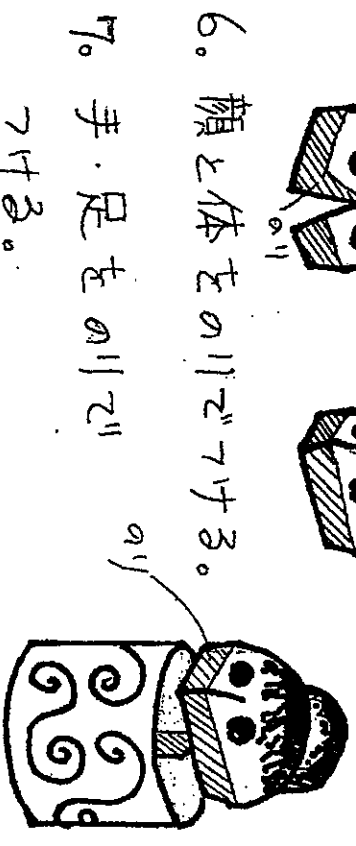 のり
6。顔と体をのりでつける。
7。手・足をのりで
つける。
のり